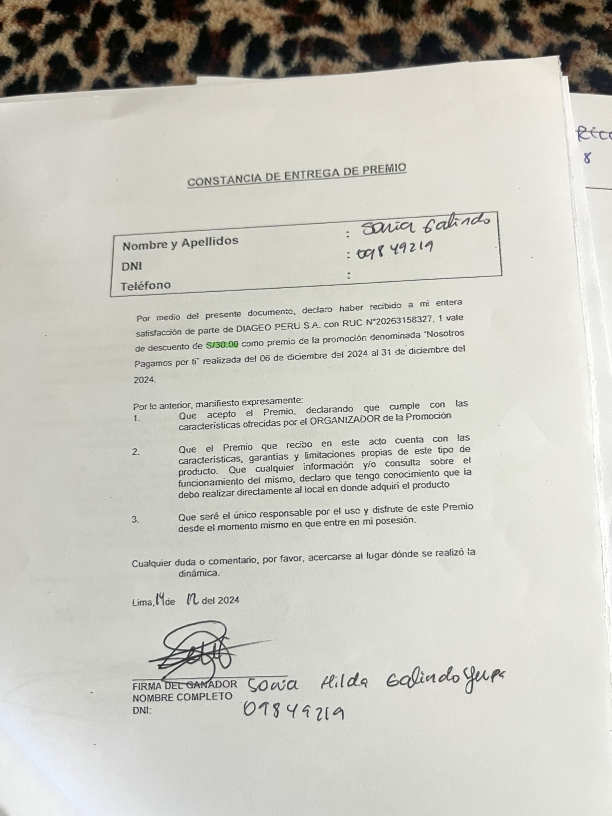 CONSTANCIA DE ENTREGA DE PREMIO
Nombre y Apellidos : Sonia Galindo
DNI : 09849219
Teléfono :
Por medio del presente documento, declaro haber recibido a mi entera
satisfacción de parte de DIAGEO PERU S.A. con RUC N°20263158327, 1 vale
de descuento de S/30.00 como premio de la promoción denominada "Nosotros
Pagamos por ti" realizada del 06 de diciembre del 2024 al 31 de diciembre del
2024.
Por lo anterior, manifiesto expresamente:
1. Que acepto el Premio, declarando que cumple con las
características ofrecidas por el ORGANIZADOR de la Promoción
2. Que el Premio que recibo en este acto cuenta con las
características, garantías y limitaciones propias de este tipo de
producto. Que cualquier información y/o consulta sobre el
funcionamiento del mismo, declaro que tengo conocimiento que la
debo realizar directamente al local en donde adquirí el producto
3. Que seré el único responsable por el uso y disfrute de este Premio
desde el momento mismo en que entre en mi posesión.
Cualquier duda o comentario, por favor, acercarse al lugar dónde se realizó la
dinámica.
Lima, 14 de 12 del 2024
FIRMA DEL GANADOR
NOMBRE COMPLETO Sonia Hilda Galindo
DNI: 09849219
8